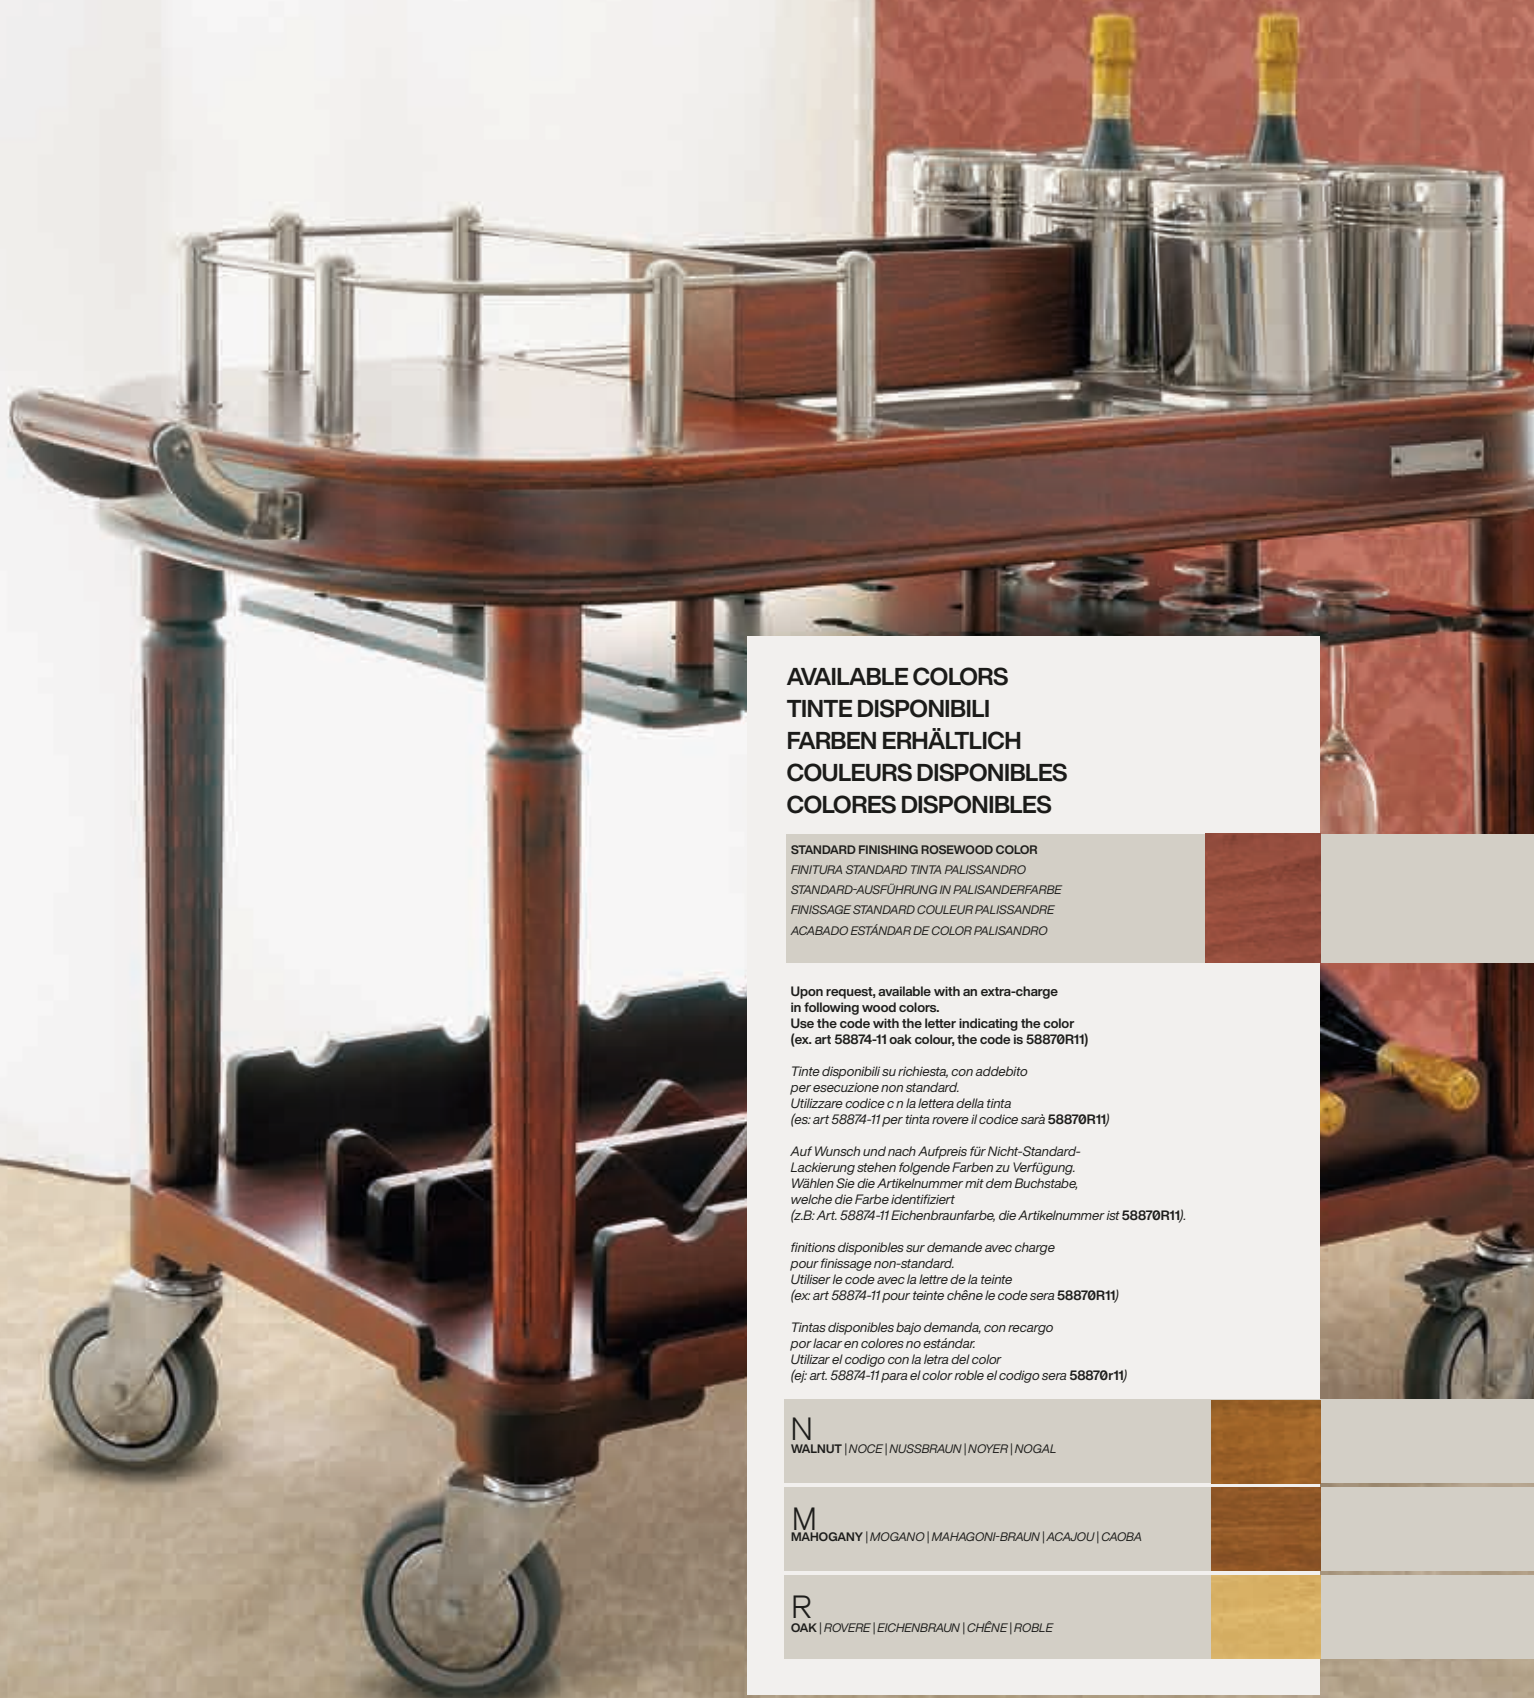 AVAILABLE COLORS
TINTE DISPONIBILI
FARBEN ERHÄLTLICH
COULEURS DISPONIBLES
COLORES DISPONIBLES
STANDARD FINISHING ROSEWOOD COLOR
FINITURA STANDARD TINTA PALISSANDRO
STANDARD-AUSFÜHRUNG IN PALISANDERFARBE
FINISSAGE STANDARD COULEUR PALISSANDRE
ACABADO ESTÁNDAR DE COLOR PALISANDRO
Upon request, available with an extra-charge
in following wood colors.
Use the code with the letter indicating the color
(ex. art 58874-11 oak colour, the code is 58870R11)
Tinte disponibili su richiesta, con addebito
per esecuzione non standard.
Utilizzare codice c n la lettera della tinta
(es: art 58874-11 per tinta rovere il codice sarà 58870R11)
Auf Wunsch und nach Aufpreis für Nicht-Standard-
Lackierung stehen folgende Farben zu Verfügung.
Wählen Sie die Artikelnummer mit dem Buchstabe,
welche die Farbe identifiziert
(z.B: Art. 58874-11 Eichenbraunfarbe, die Artikelnummer ist 58870R11).
finitions disponibles sur demande avec charge
pour finissage non-standard.
Utiliser le code avec la lettre de la teinte
(ex: art 58874-11 pour teinte chêne le code sera 58870R11)
Tintas disponibles bajo demanda, con recargo
por lacar en colores no estándar.
Utilizar el codigo con la letra del color
(ej: art. 58874-11 para el color roble el codigo sera 58870r11)
N
WALNUT | NOCE | NUSSBRAUN | NOYER | NOGAL
M
MAHOGANY | MOGANO | MAHAGONI-BRAUN | ACAJOU | CAOBA
R
OAK | ROVERE | EICHENBRAUN | CHÊNE | ROBLE